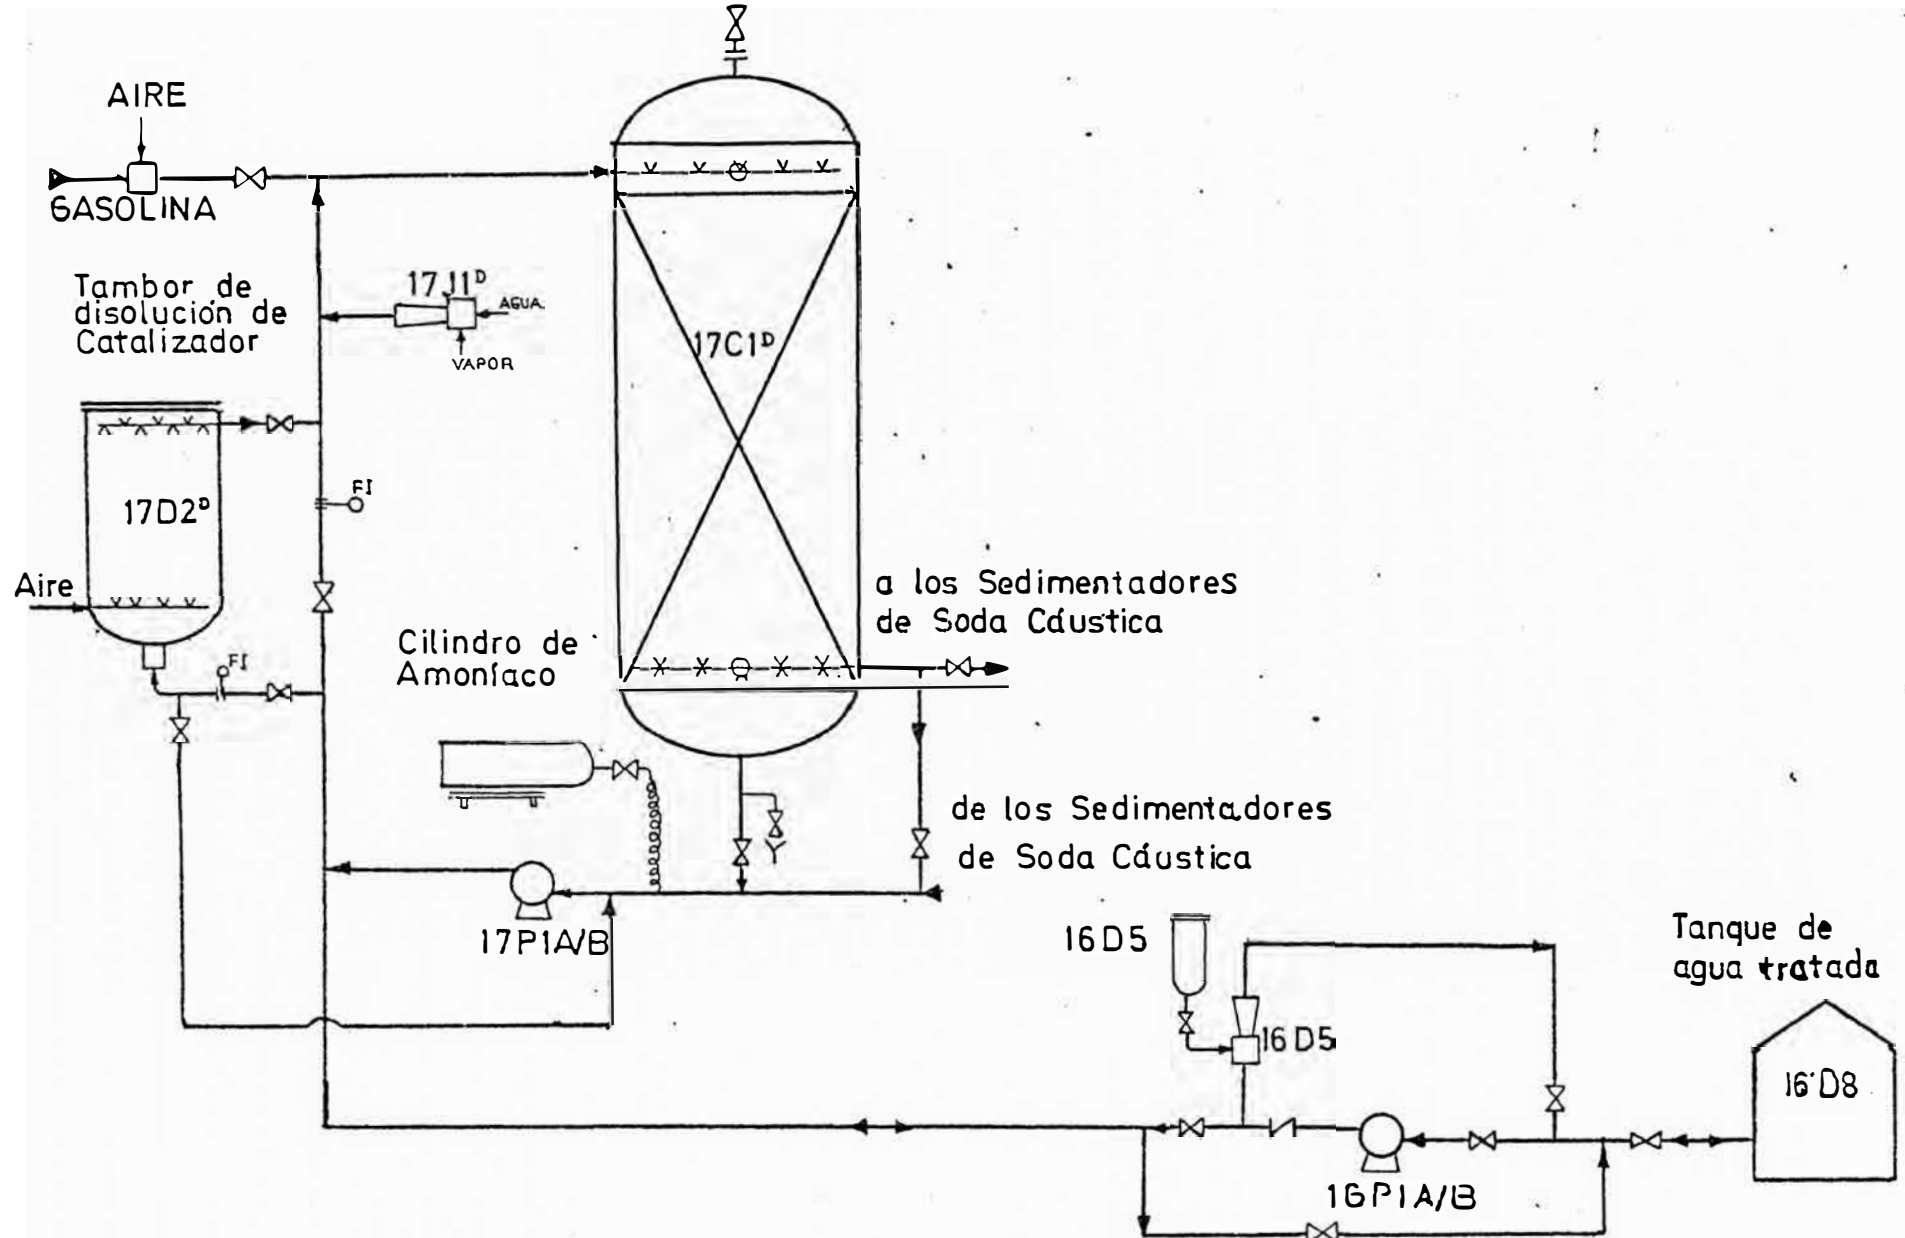 AIRE
GASOLINA
Tambor de
disolución de
Catalizador
17J1ᴰ
AGUA
VAPOR
17C1ᴰ
17D2ᴰ
FI
Aire
FI
a los Sedimentadores
de Soda Cáustica
Cilindro de
Amoníaco
de los Sedimentadores
de Soda Cáustica
17P1A/B
16D5
16D5
Tanque de
agua tratada
16D8
16P1A/B